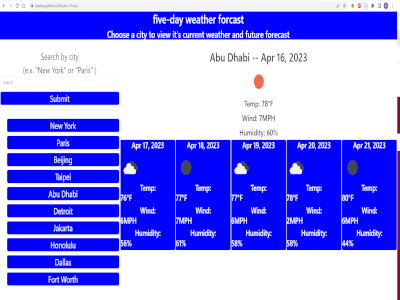 five-day weather forcast
Choose a city to view it's current weather and future forecast
Search by city
(e.x. "New York" or "Paris" )
Submit
New York
Paris
Beijing
Taipei
Abu Dhabi
Detroit
Jakarta
Honolulu
Dallas
Fort Worth
Abu Dhabi -- Apr 16, 2023
Temp: 78°F
Wind: 7MPH
Humidity: 60%
Apr 17, 2023
Temp:
76°F
Wind:
6MPH
Humidity:
56%
Apr 18, 2023
Temp:
77°F
Wind:
7MPH
Humidity:
61%
Apr 19, 2023
Temp:
77°F
Wind:
6MPH
Humidity:
58%
Apr 20, 2023
Temp:
78°F
Wind:
2MPH
Humidity:
58%
Apr 21, 2023
Temp:
80°F
Wind:
6MPH
Humidity:
44%